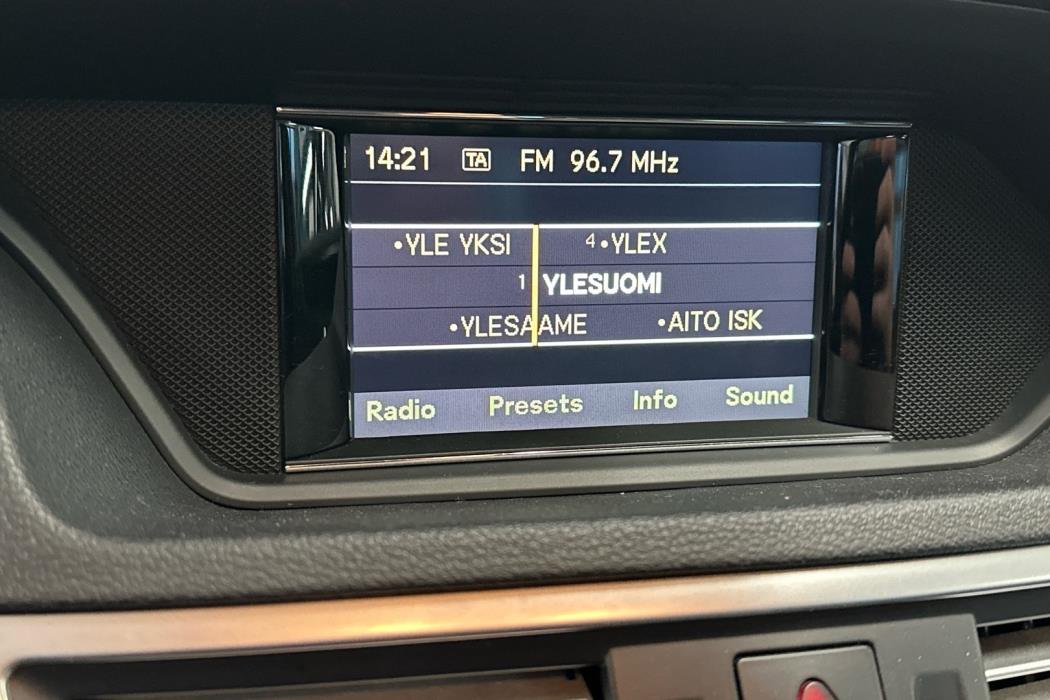 14:21 TA FM 96.7 MHz
•YLE YKSI 4•YLEX
1 YLESUOMI
•YLESAAME •AITO ISK
Radio Presets Info Sound